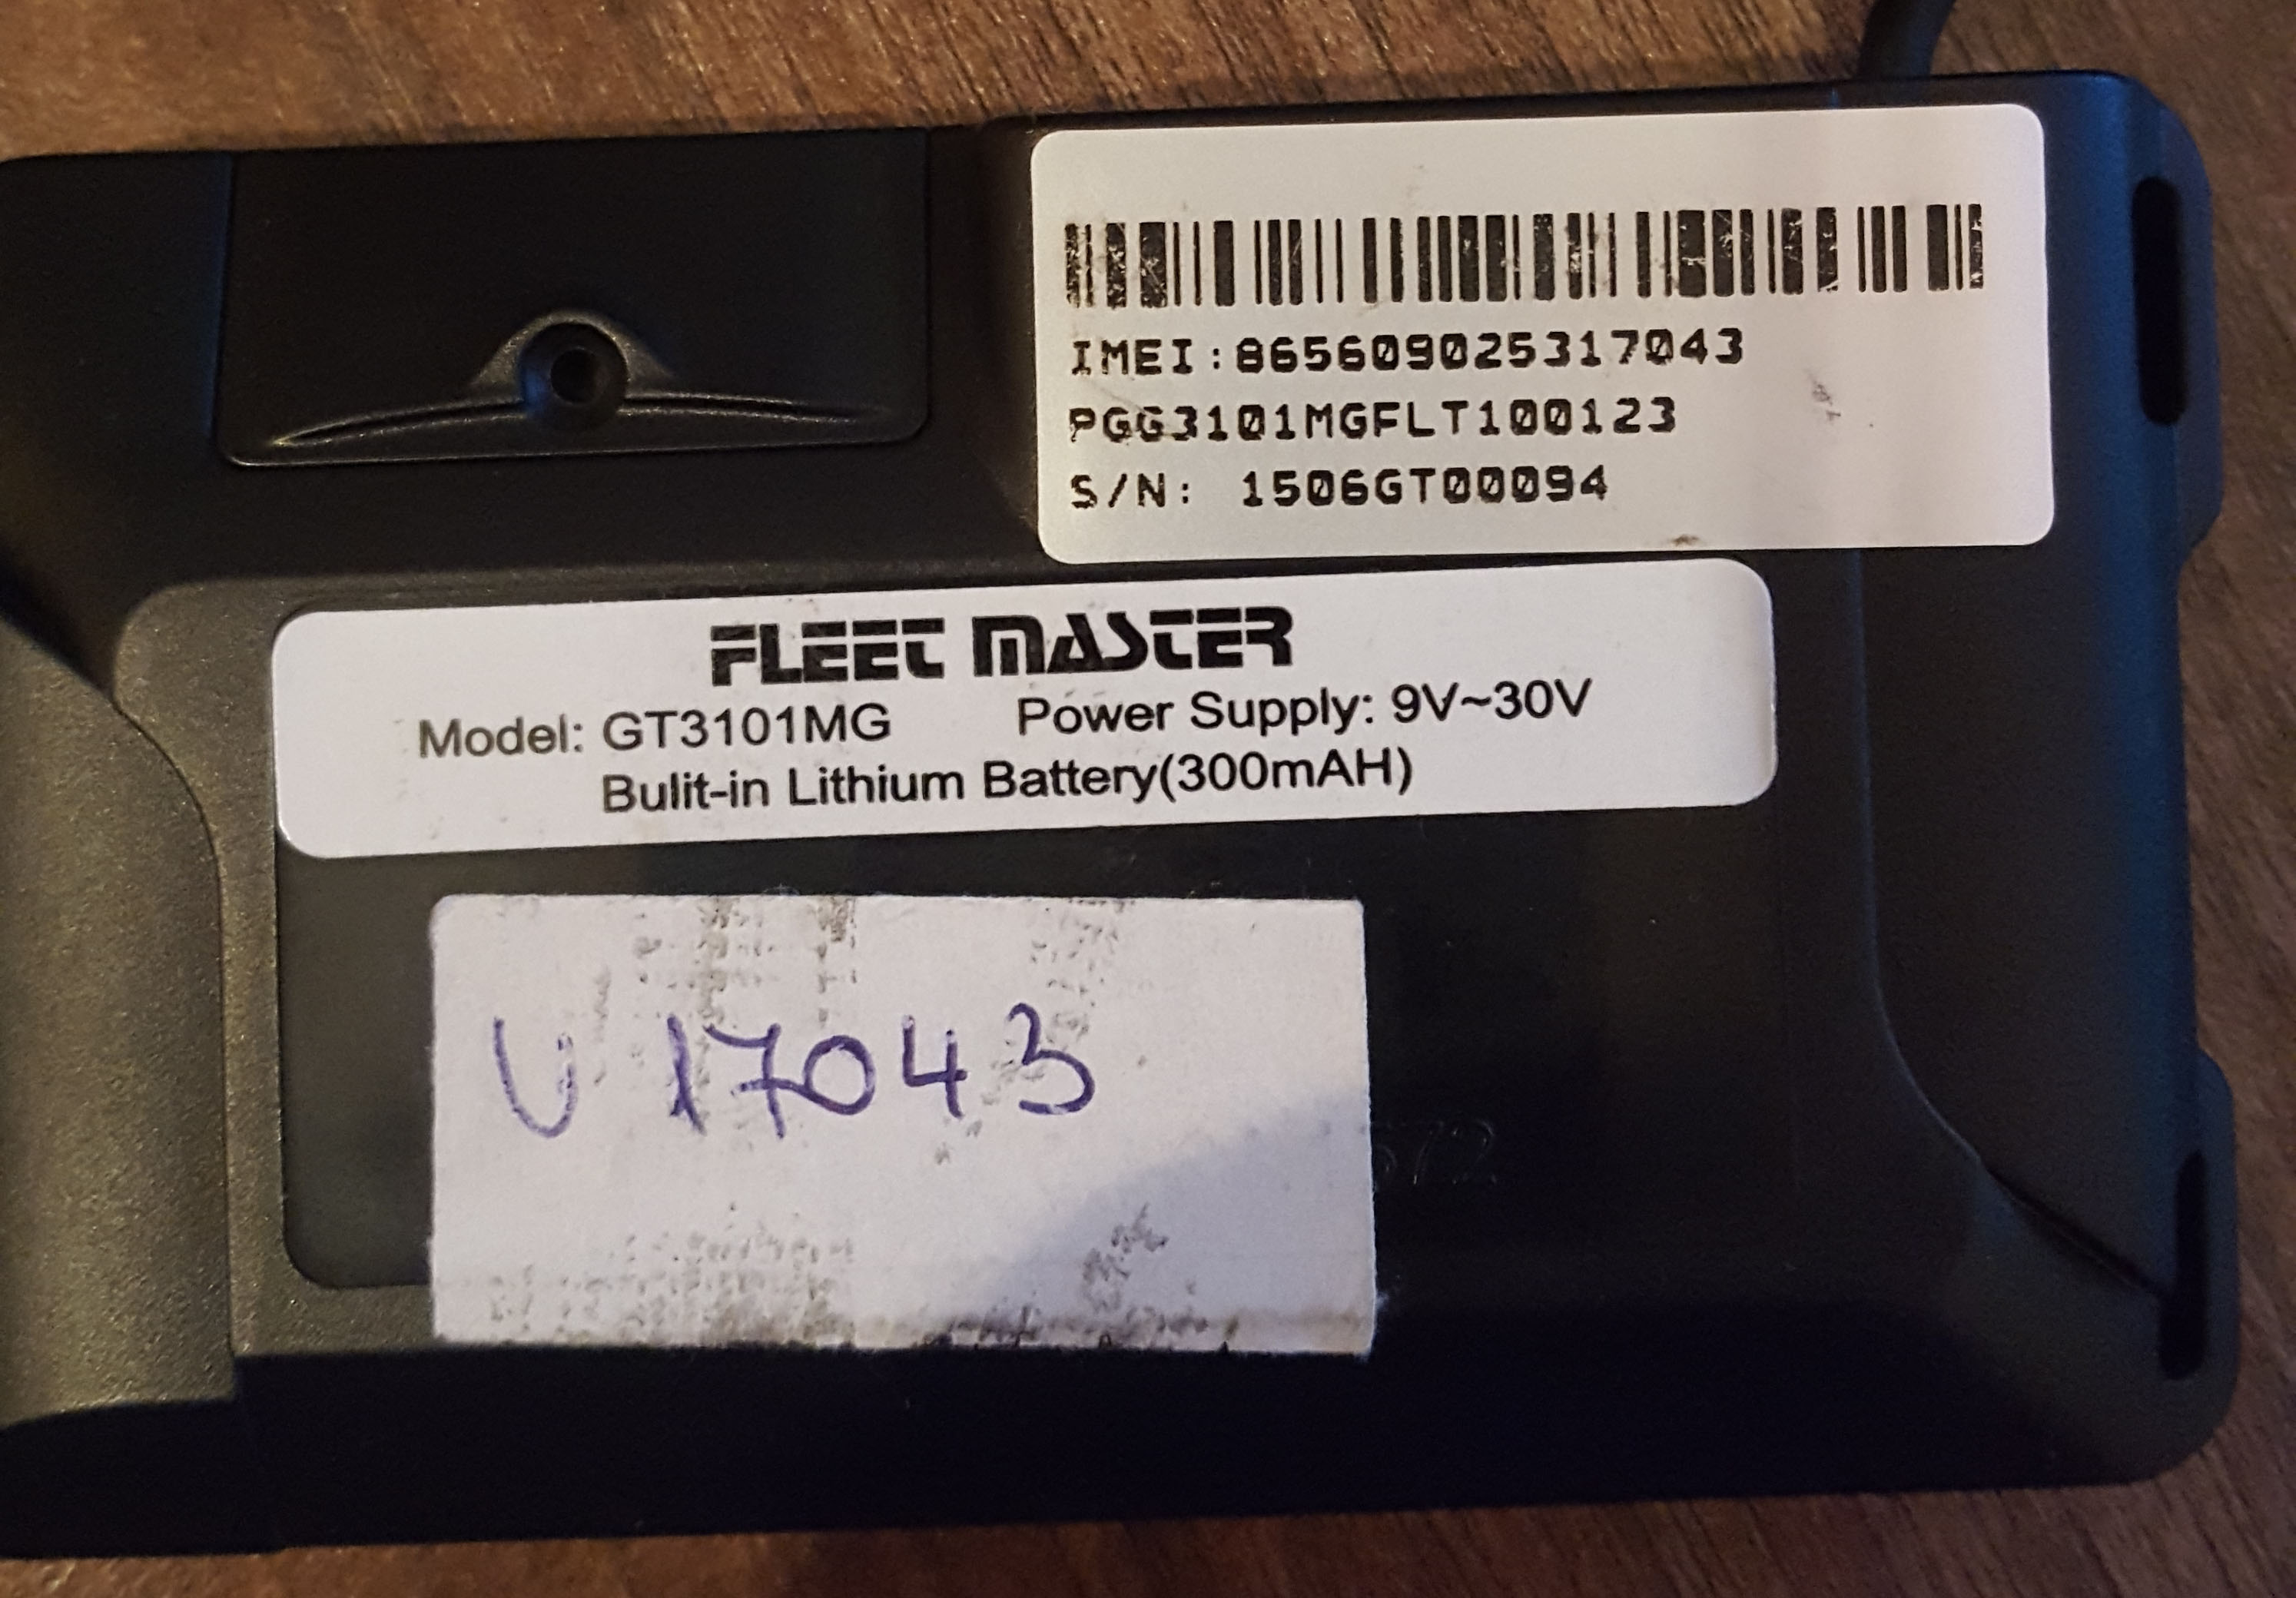 IMEI:865609025317043
PGG3101MGFLT100123
S/N: 1506GT00094
FLEET MASTER
Model: GT3101MG Power Supply: 9V~30V
Bulit-in Lithium Battery(300mAH)
U 17043